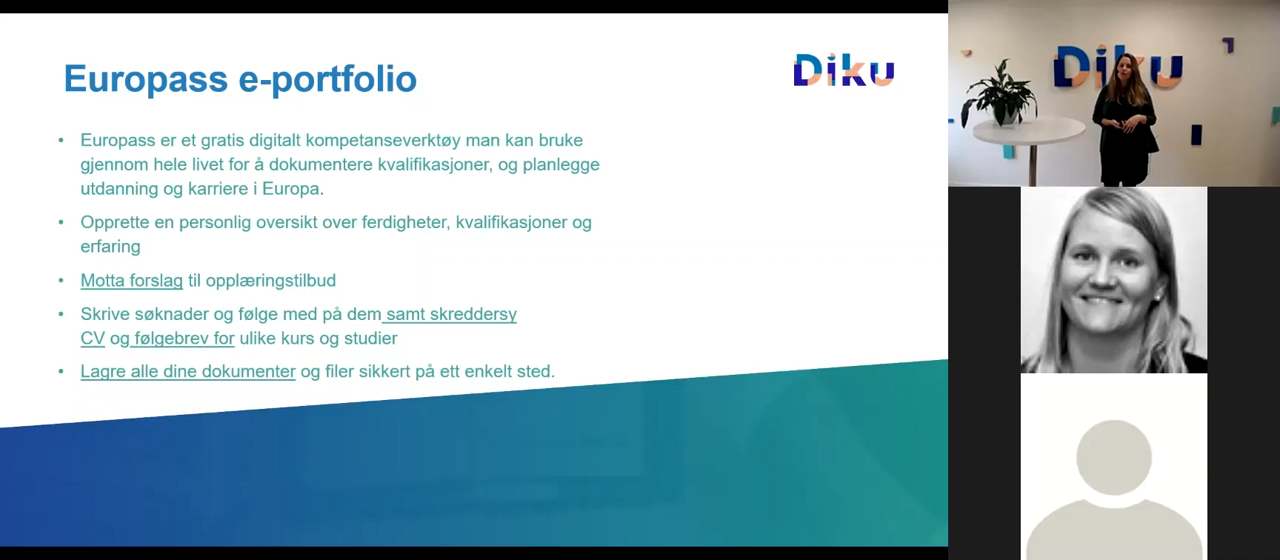 Europass e-portfolio
Diku
• Europass er et gratis digitalt kompetanseverktøy man kan bruke
gjennom hele livet for å dokumentere kvalifikasjoner, og planlegge
utdanning og karriere i Europa.
• Opprette en personlig oversikt over ferdigheter, kvalifikasjoner og
erfaring
• Motta forslag til opplæringstilbud
• Skrive søknader og følge med på dem samt skreddersy
CV og følgebrev for ulike kurs og studier
• Lagre alle dine dokumenter og filer sikkert på ett enkelt sted.
Diku